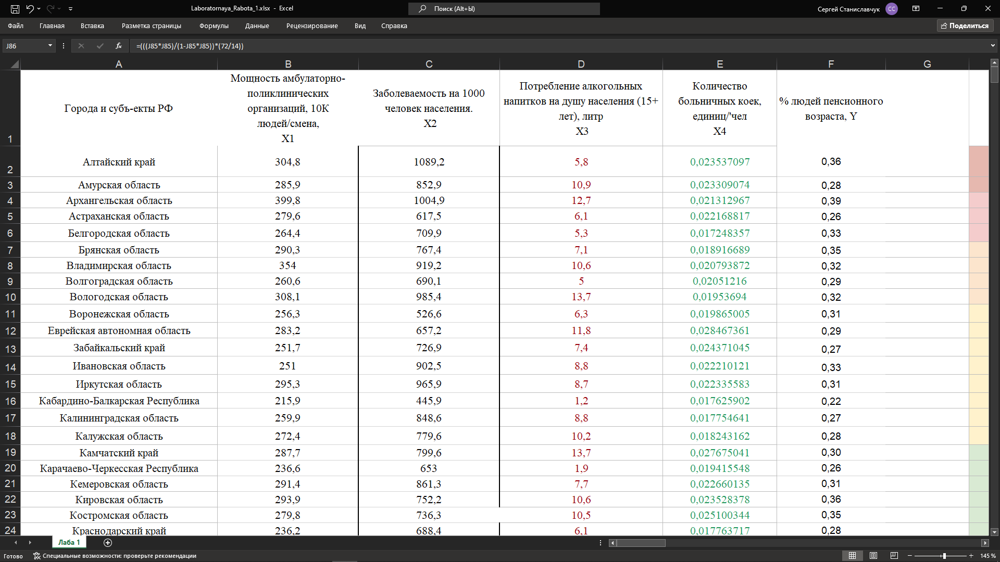 Laboratornaya_Rabota_1.xlsx - Excel
Поиск (Alt+Ы)
Сергей Станиславчук СС
Файл Главная Вставка Разметка страницы Формулы Данные Рецензирование Вид Справка Поделиться
J86 fx =(((J85*J85)/(1-J85*J85))*(72/14))
A B C D E F G
1
Города и субъ-екты РФ
Мощность амбулаторно-
поликлинических
организаций, 10К
людей/смена,
X1
Заболеваемость на 1000
человек населения.
X2
Потребление алкогольных
напитков на душу населения (15+
лет), литр
X3
Количество
больничных коек,
единиц/'чел
X4
% людей пенсионного
возраста, Y
2 Алтайский край 304,8 1089,2 5,8 0,023537097 0,36
3 Амурская область 285,9 852,9 10,9 0,023309074 0,28
4 Архангельская область 399,8 1004,9 12,7 0,021312967 0,39
5 Астраханская область 279,6 617,5 6,1 0,022168817 0,26
6 Белгородская область 264,4 709,9 5,3 0,017248357 0,33
7 Брянская область 290,3 767,4 7,1 0,018916689 0,35
8 Владимирская область 354 919,2 10,6 0,020793872 0,32
9 Волгоградская область 260,6 690,1 5 0,02051216 0,29
10 Вологодская область 308,1 985,4 13,7 0,01953694 0,32
11 Воронежская область 256,3 526,6 6,3 0,019865005 0,31
12 Еврейская автономная область 283,2 657,2 11,8 0,028467361 0,29
13 Забайкальский край 251,7 726,9 7,4 0,024371045 0,27
14 Ивановская область 251 902,5 8,8 0,022210121 0,33
15 Иркутская область 295,3 965,9 8,7 0,022335583 0,31
16 Кабардино-Балкарская Республика 215,9 445,9 1,2 0,017625902 0,22
17 Калининградская область 259,9 848,6 8,8 0,017754641 0,27
18 Калужская область 272,4 779,6 10,2 0,018243162 0,28
19 Камчатский край 287,7 799,6 13,7 0,027675041 0,30
20 Карачаево-Черкесская Республика 236,6 653 1,9 0,019415548 0,26
21 Кемеровская область 291,4 861,3 7,7 0,022660135 0,31
22 Кировская область 293,9 752,2 10,6 0,023528378 0,36
23 Костромская область 279,8 736,3 10,5 0,025100344 0,35
24 Краснодарский край 236,2 688,4 6,1 0,017763717 0,28
Лаба 1
Готово Специальные возможности: проверьте рекомендации 145 %